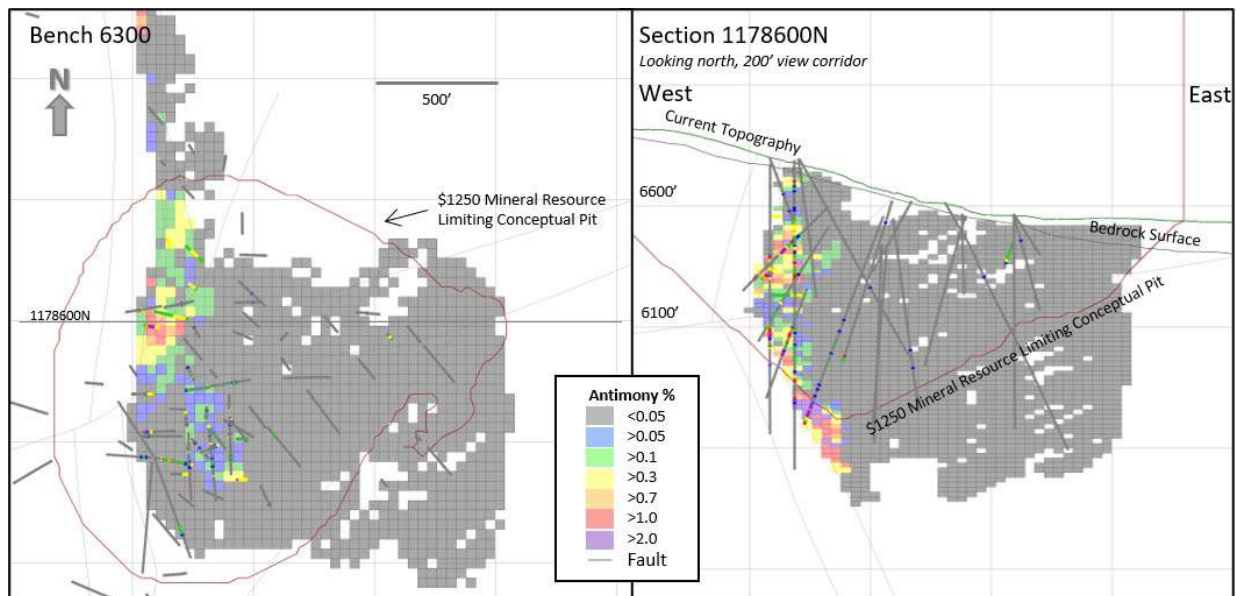 Bench 6300
N
500’
$1250 Mineral Resource
Limiting Conceptual Pit
1178600N
Section 1178600N
Looking north, 200’ view corridor
West
East
Current Topography
6600’
Bedrock Surface
6100’
$1250 Mineral Resource Limiting Conceptual Pit
Antimony %
<0.05
>0.05
>0.1
>0.3
>0.7
>1.0
>2.0
Fault